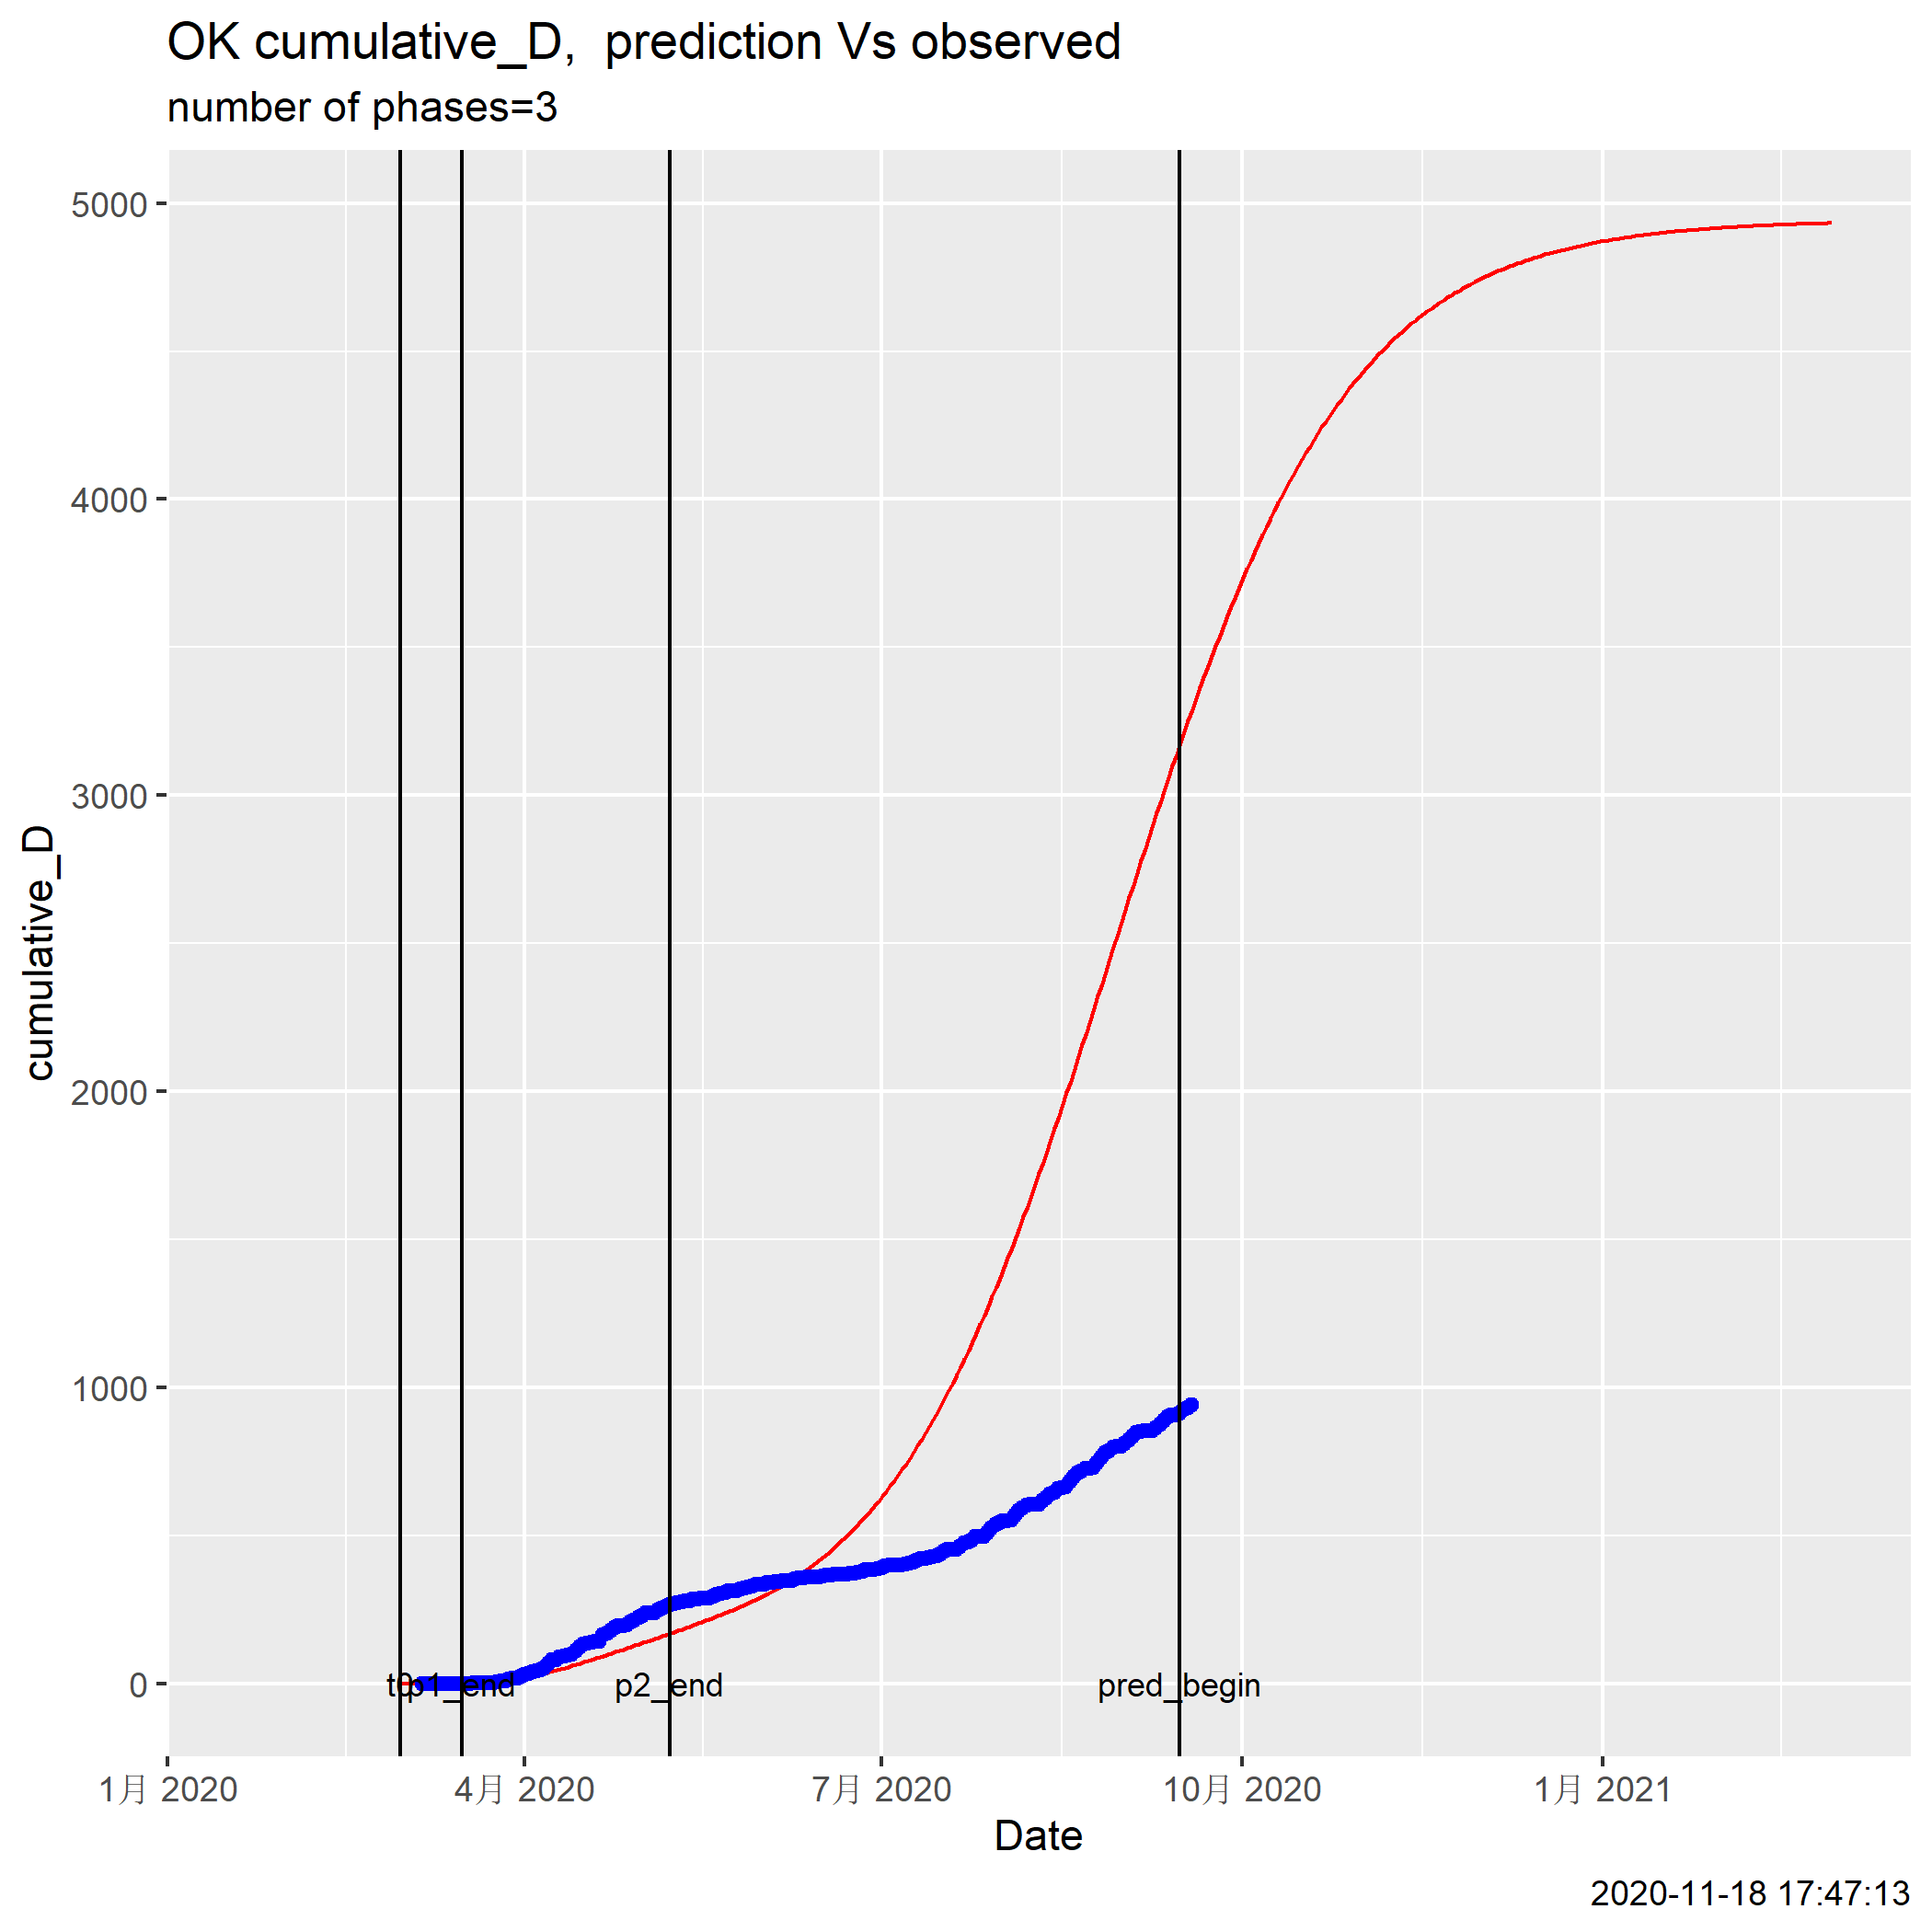 OK cumulative_D,  prediction Vs observed
number of phases=3
cumulative_D
5000
4000
3000
2000
1000
0
t0
p1_end
p2_end
pred_begin
1月 2020
4月 2020
7月 2020
10月 2020
1月 2021
Date
2020-11-18 17:47:13